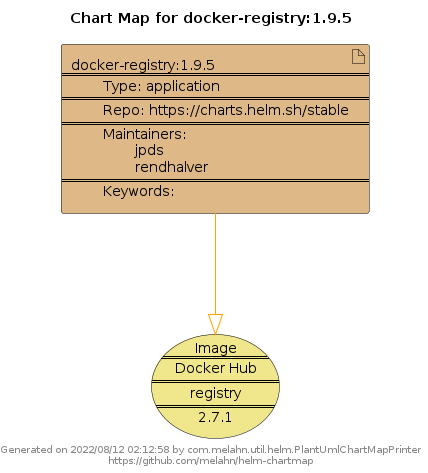 Chart Map for docker-registry:1.9.5
docker-registry:1.9.5
Type: application
Repo: https://charts.helm.sh/stable
Maintainers:
jpds
rendhalver
Keywords:
Image
Docker Hub
registry
2.7.1
Generated on 2022/08/12 02:12:58 by com.melahn.util.helm.PlantUmlChartMapPrinter
https://github.com/melahn/helm-chartmap